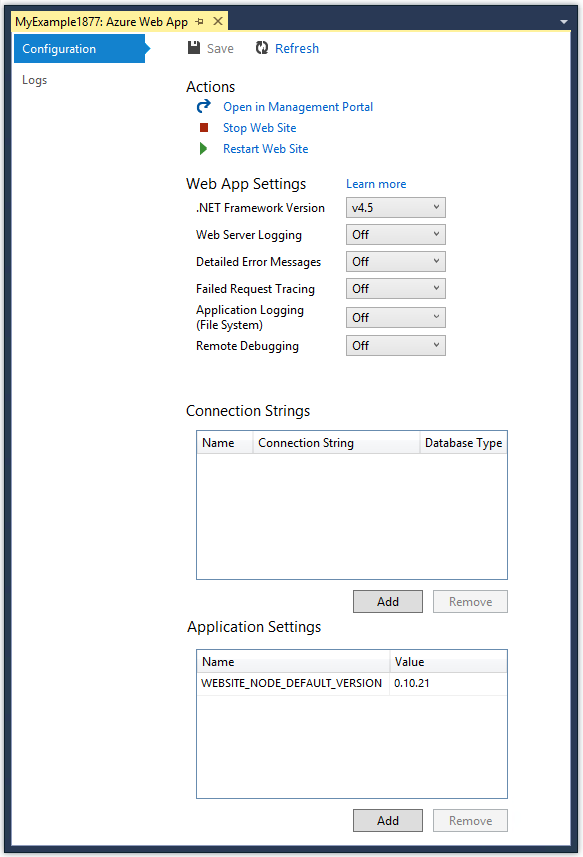 MyExample1877: Azure Web App
Configuration
Save Refresh
Logs
Actions
Open in Management Portal
Stop Web Site
Restart Web Site
Web App Settings Learn more
.NET Framework Version v4.5
Web Server Logging Off
Detailed Error Messages Off
Failed Request Tracing Off
Application Logging
(File System) Off
Remote Debugging Off
Connection Strings
Name Connection String Database Type
Add Remove
Application Settings
Name Value
WEBSITE_NODE_DEFAULT_VERSION 0.10.21
Add Remove